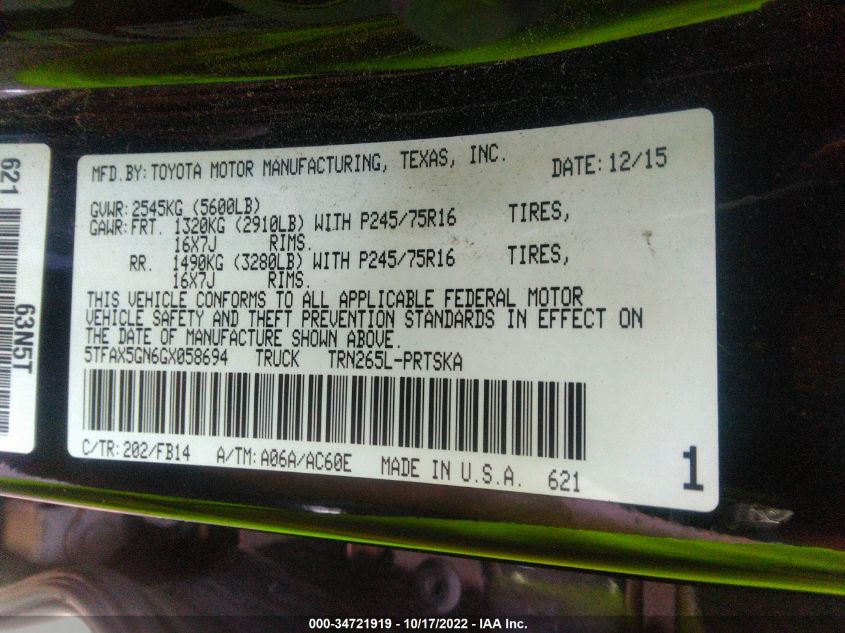 MFD.BY:TOYOTA MOTOR MANUFACTURING, TEXAS, INC. DATE:12/15
GVWR:2545KG (5600LB)
GAWR:FRT. 1320KG (2910LB) WITH P245/75R16 TIRES,
16X7J RIMS.
RR. 1490KG (3280LB) WITH P245/75R16 TIRES,
16X7J RIMS.
THIS VEHICLE CONFORMS TO ALL APPLICABLE FEDERAL MOTOR
VEHICLE SAFETY AND THEFT PREVENTION STANDARDS IN EFFECT ON
THE DATE OF MANUFACTURE SHOWN ABOVE.
5TFAX5GN6GX058694 TRUCK TRN265L-PRTSKA
C/TR:202/FB14 A/TM:A06A/AC60E MADE IN U.S.A. 621
1
621
63N5T
000-34721919 - 10/17/2022 - IAA Inc.